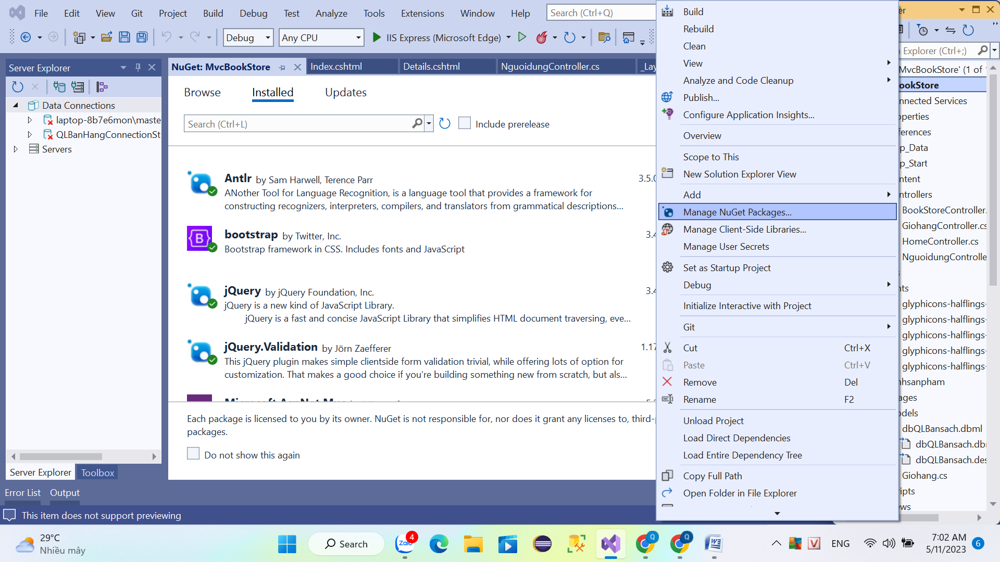 File Edit View Git Project Build Debug Test Analyze Tools Extensions Window Help Search (Ctrl+Q)
Debug Any CPU IIS Express (Microsoft Edge)
Server Explorer
Data Connections
laptop-8b7e6mon\maste
QLBanHangConnectionSt
Servers
Server Explorer Toolbox
Error List Output
This item does not support previewing
NuGet: MvcBookStore Index.cshtml Details.cshtml NguoidungController.cs _Lay
Browse Installed Updates
Search (Ctrl+L) Include prerelease
Antlr by Sam Harwell, Terence Parr 3.5.0
ANother Tool for Language Recognition, is a language tool that provides a framework for
constructing recognizers, interpreters, compilers, and translators from grammatical descriptions...
bootstrap by Twitter, Inc. 3.4
Bootstrap framework in CSS. Includes fonts and JavaScript
jQuery by jQuery Foundation, Inc. 3.4
jQuery is a new kind of JavaScript Library.
jQuery is a fast and concise JavaScript Library that simplifies HTML document traversing, eve...
jQuery.Validation by Jörn Zaefferer 1.17
This jQuery plugin makes simple clientside form validation trivial, while offering lots of option for
customization. That makes a good choice if you're building something new from scratch, but als...
Each package is licensed to you by its owner. NuGet is not responsible for, nor does it grant any licenses to, third-p
packages.
Do not show this again
Build
Rebuild
Clean
View
Analyze and Code Cleanup
Publish...
Configure Application Insights...
Overview
Scope to This
New Solution Explorer View
Add
Manage NuGet Packages...
Manage Client-Side Libraries...
Manage User Secrets
Set as Startup Project
Debug
Initialize Interactive with Project
Git
Cut Ctrl+X
Paste Ctrl+V
Remove Del
Rename F2
Unload Project
Load Direct Dependencies
Load Entire Dependency Tree
Copy Full Path
Open Folder in File Explorer
er
Explorer (Ctrl+;)
MvcBookStore' (1 of
ookStore
nnected Services
perties
ferences
p_Data
p_Start
ntent
ntrollers
BookStoreController.
GiohangController.cs
HomeController.cs
NguoidungControlle
nts
glyphicons-halflings-
glyphicons-halflings-
glyphicons-halflings-
glyphicons-halflings-
glyphicons-halflings-
nhsanpham
ages
odels
dbQLBansach.dbml
dbQLBansach.dbr
dbQLBansach.des
Giohang.cs
ripts
ews
29°C
Nhiều mây
Search
Zalo 4
Q Q
ENG
7:02 AM
5/11/2023
6